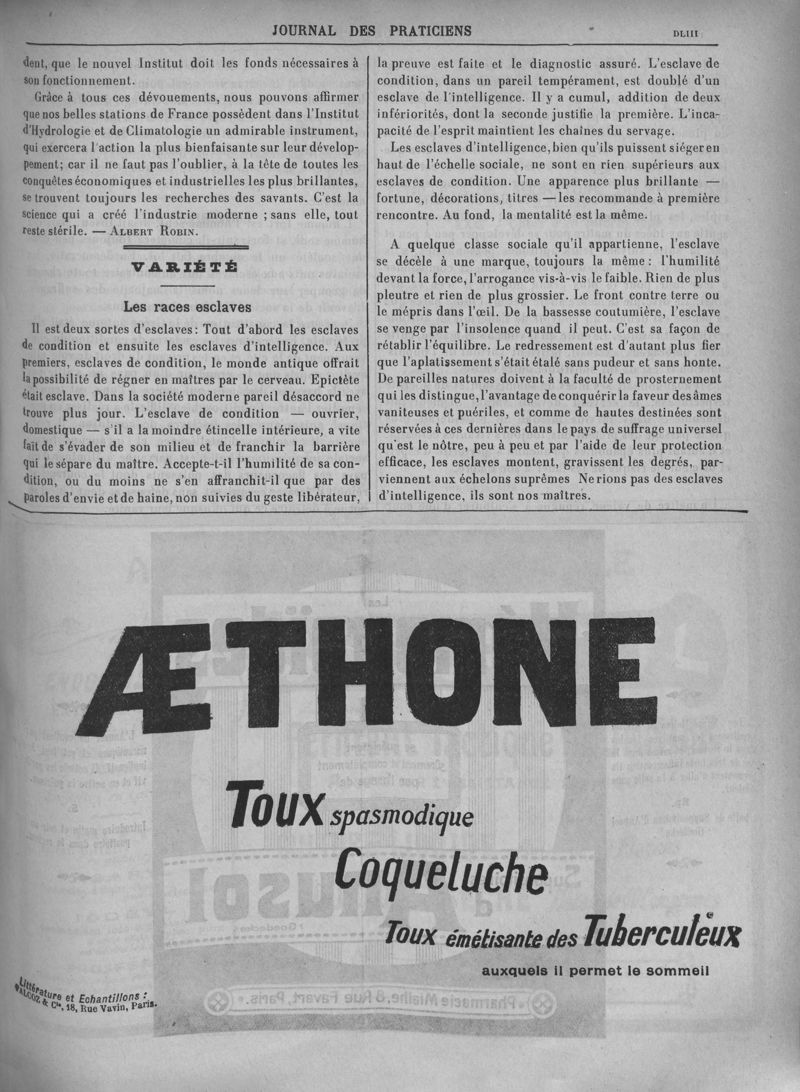 JOURNAL DES PRATICIENS
DLIII
dent, que le nouvel Institut doit les fonds nécessaires à
son fonctionnement.
Grâce à tous ces dévouements, nous pouvons affirmer
que nos belles stations de France possèdent dans l'Institut
d'Hydrologie et de Climatologie un admirable instrument,
qui exercera l'action la plus bienfaisante sur leur dévelop-
pement; car il ne faut pas l'oublier, à la tête de toutes les
conquêtes économiques et industrielles les plus brillantes,
se trouvent toujours les recherches des savants. C'est la
science qui a créé l'industrie moderne ; sans elle, tout
reste stérile. — ALBERT ROBIN.
VARIÉTÉ
Les races esclaves
Il est deux sortes d'esclaves: Tout d'abord les esclaves
de condition et ensuite les esclaves d'intelligence. Aux
premiers, esclaves de condition, le monde antique offrait
la possibilité de régner en maîtres par le cerveau. Epictète
était esclave. Dans la société moderne pareil désaccord ne
trouve plus jour. L'esclave de condition — ouvrier,
domestique — s'il a la moindre étincelle intérieure, a vite
fait de s'évader de son milieu et de franchir la barrière
qui le sépare du maître. Accepte-t-il l'humilité de sa con-
dition, ou du moins ne s'en affranchit-il que par des
paroles d'envie et de haine, non suivies du geste libérateur,
la preuve est faite et le diagnostic assuré. L'esclave de
condition, dans un pareil tempérament, est doublé d'un
esclave de l'intelligence. Il y a cumul, addition de deux
infériorités, dont la seconde justifie la première. L'inca-
pacité de l'esprit maintient les chaînes du servage.
Les esclaves d'intelligence, bien qu'ils puissent siéger en
haut de l'échelle sociale, ne sont en rien supérieurs aux
esclaves de condition. Une apparence plus brillante —
fortune, décorations, titres — les recommande à première
rencontre. Au fond, la mentalité est la même.
A quelque classe sociale qu'il appartienne, l'esclave
se décèle à une marque, toujours la même : l'humilité
devant la force, l'arrogance vis-à-vis le faible. Rien de plus
pleutre et rien de plus grossier. Le front contre terre ou
le mépris dans l'œil. De la bassesse coutumière, l'esclave
se venge par l'insolence quand il peut. C'est sa façon de
rétablir l'équilibre. Le redressement est d'autant plus fier
que l'aplatissement s'était étalé sans pudeur et sans honte.
De pareilles natures doivent à la faculté de prosternement
qui les distingue, l'avantage de conquérir la faveur des âmes
vaniteuses et puériles, et comme de hautes destinées sont
réservées à ces dernières dans le pays de suffrage universel
qu'est le nôtre, peu à peu et par l'aide de leur protection
efficace, les esclaves montent, gravissent les degrés, par-
viennent aux échelons suprêmes Ne rions pas des esclaves
d'intelligence, ils sont nos maîtres.
ÆTHONE
Toux spasmodique
Coqueluche
Toux émétisante des Tuberculeux
auxquels il permet le sommeil
Littérature et Echantillons :
FALCOZ & Cie, 18, Rue Vavin, Paris.